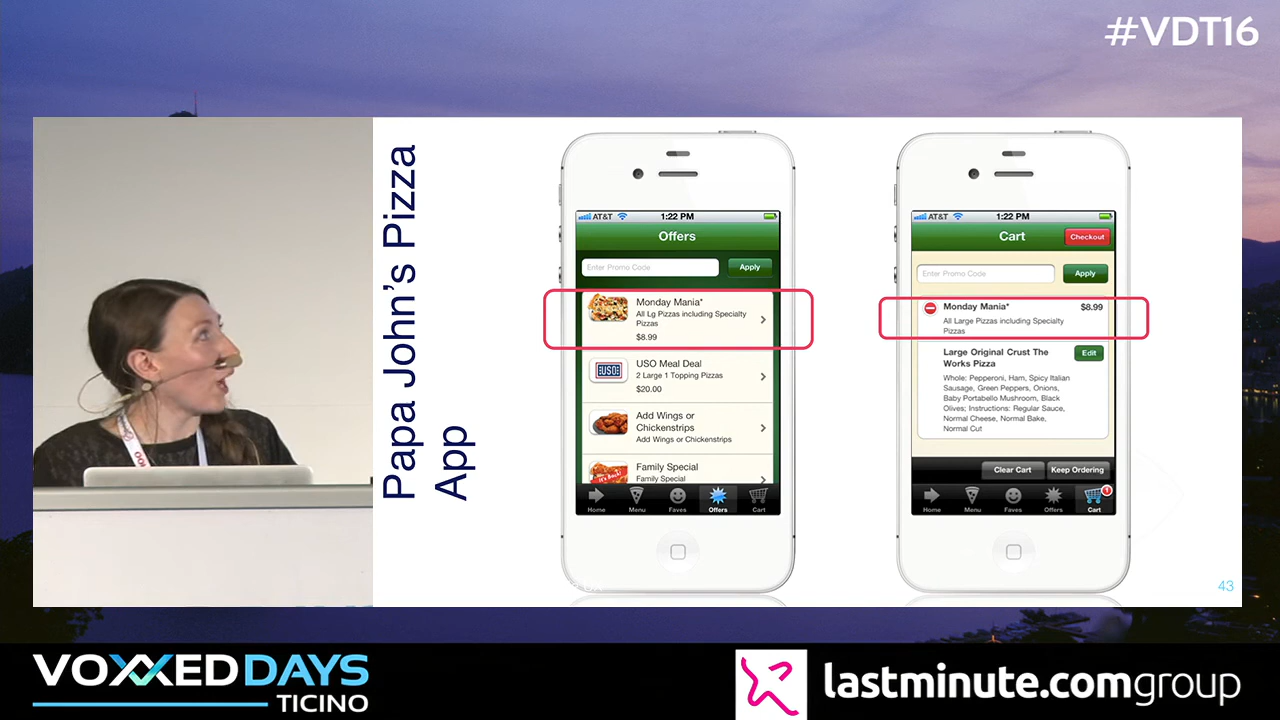 #VDT16
Papa John's Pizza
App
AT&T 1:22 PM
Offers
Enter Promo Code
Apply
Monday Mania*
All Lg Pizzas including Specialty
Pizzas
$8.99
USO
USO Meal Deal
2 Large 1 Topping Pizzas
$20.00
Add Wings or
Chickenstrips
Add Wings or Chickenstrips
Family Special
Family Special
Home Menu Faves Offers Cart
AT&T 1:22 PM
Cart
Checkout
Enter Promo Code
Apply
Monday Mania* $8.99
All Large Pizzas including Specialty
Pizzas
Large Original Crust The
Works Pizza
Edit
Whole: Pepperoni, Ham, Spicy Italian
Sausage, Green Peppers, Onions,
Baby Portabello Mushroom, Black
Olives; Instructions: Regular Sauce,
Normal Cheese, Normal Bake,
Normal Cut
Clear Cart Keep Ordering
Home Menu Faves Offers Cart
1
43
VOXXED DAYS
TICINO
lastminute.comgroup